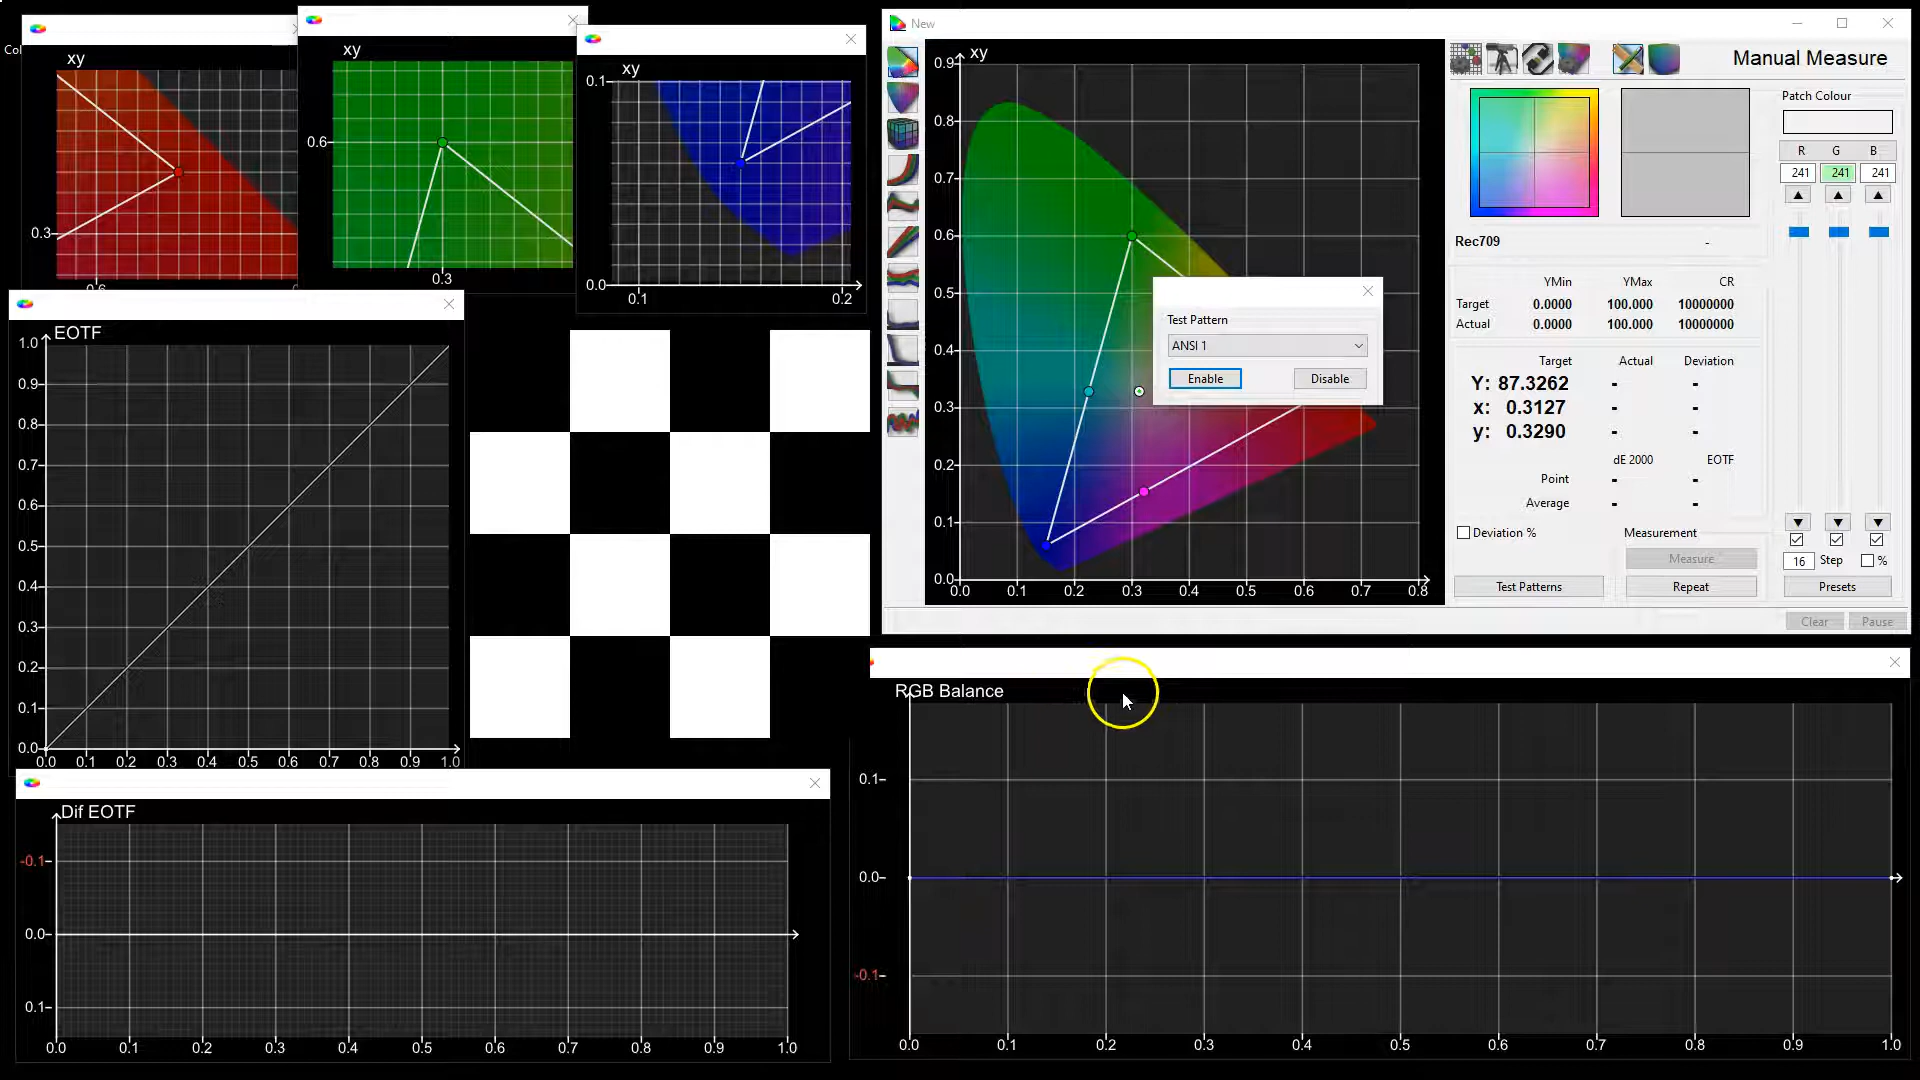 Col
xy
0.3
0.6
xy
0.6
0.3
xy
0.1
0.0
0.1
0.2
EOTF
1.0
0.9
0.8
0.7
0.6
0.5
0.4
0.3
0.2
0.1
0.0
0.0 0.1 0.2 0.3 0.4 0.5 0.6 0.7 0.8 0.9 1.0
Dif EOTF
-0.1
0.0
0.1
0.0 0.1 0.2 0.3 0.4 0.5 0.6 0.7 0.8 0.9 1.0
New
xy
0.9
0.8
0.7
0.6
0.5
0.4
0.3
0.2
0.1
0.0
0.0 0.1 0.2 0.3 0.4 0.5 0.6 0.7 0.8
Test Pattern
ANSI 1
Enable Disable
Manual Measure
Patch Colour
R G B
241 241 241
Rec709 -
YMin YMax CR
Target 0.0000 100.000 10000000
Actual 0.0000 100.000 10000000
Target Actual Deviation
Y: 87.3262 - -
x: 0.3127 - -
y: 0.3290 - -
dE 2000 EOTF
Point - -
Average - -
Deviation % Measurement
Measure
16 Step %
Test Patterns Repeat Presets
Clear Pause
RGB Balance
0.1
0.0
-0.1
0.0 0.1 0.2 0.3 0.4 0.5 0.6 0.7 0.8 0.9 1.0